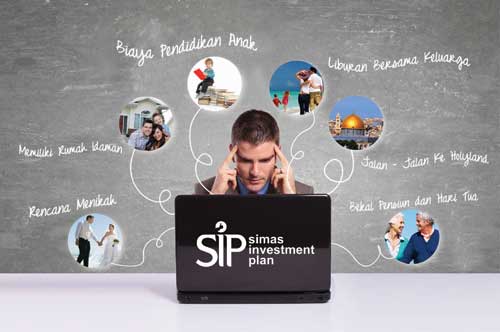 Biaya Pendidikan Anak
Liburan Bersama Keluarga
Memiliki Rumah Idaman
Jalan - Jalan Ke Holyland
Rencana Menikah
Bekal Pensiun dan Hari Tua
SIP simas
investment
plan